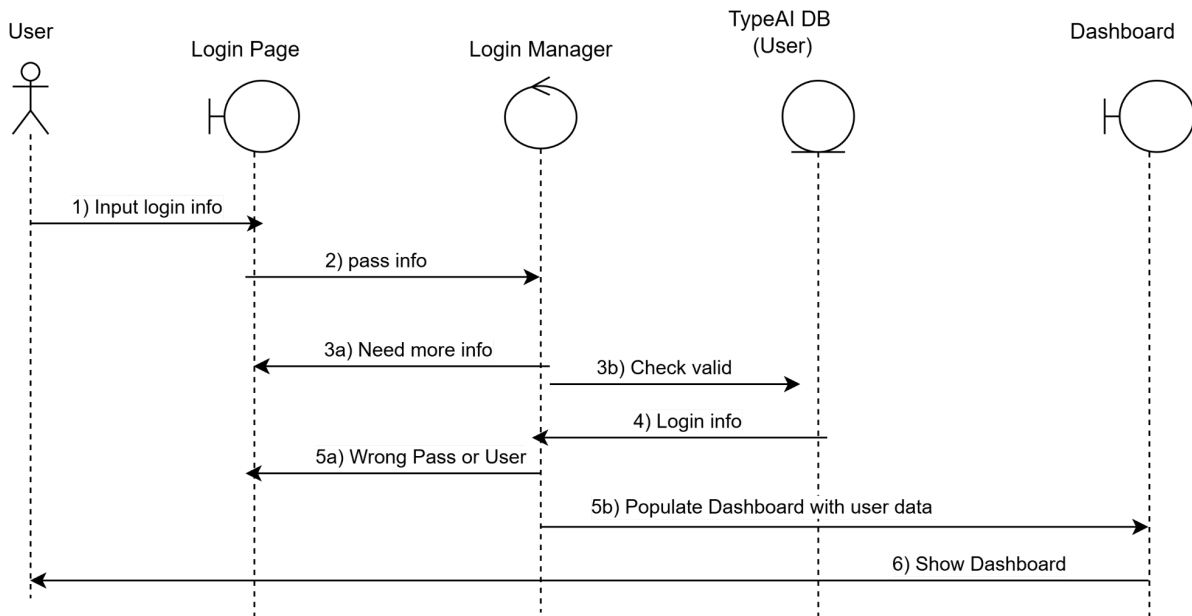 User
Login Page
Login Manager
TypeAI DB
(User)
Dashboard
1) Input login info
2) pass info
3a) Need more info
3b) Check valid
4) Login info
5a) Wrong Pass or User
5b) Populate Dashboard with user data
6) Show Dashboard